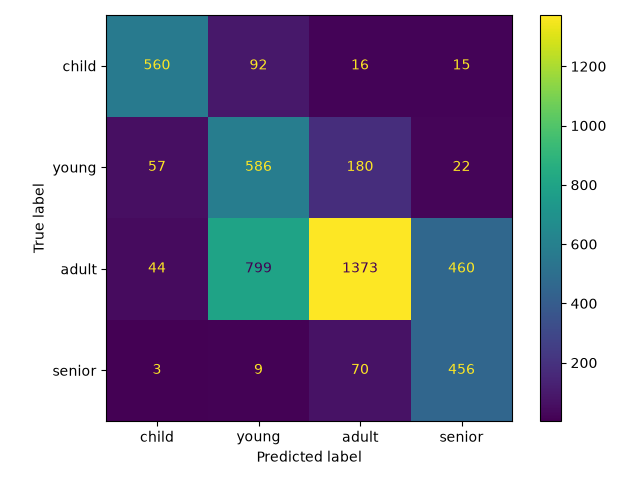 child 560 92 16 15
young 57 586 180 22
adult 44 799 1373 460
senior 3 9 70 456
child young adult senior
Predicted label
True label
1200
1000
800
600
400
200